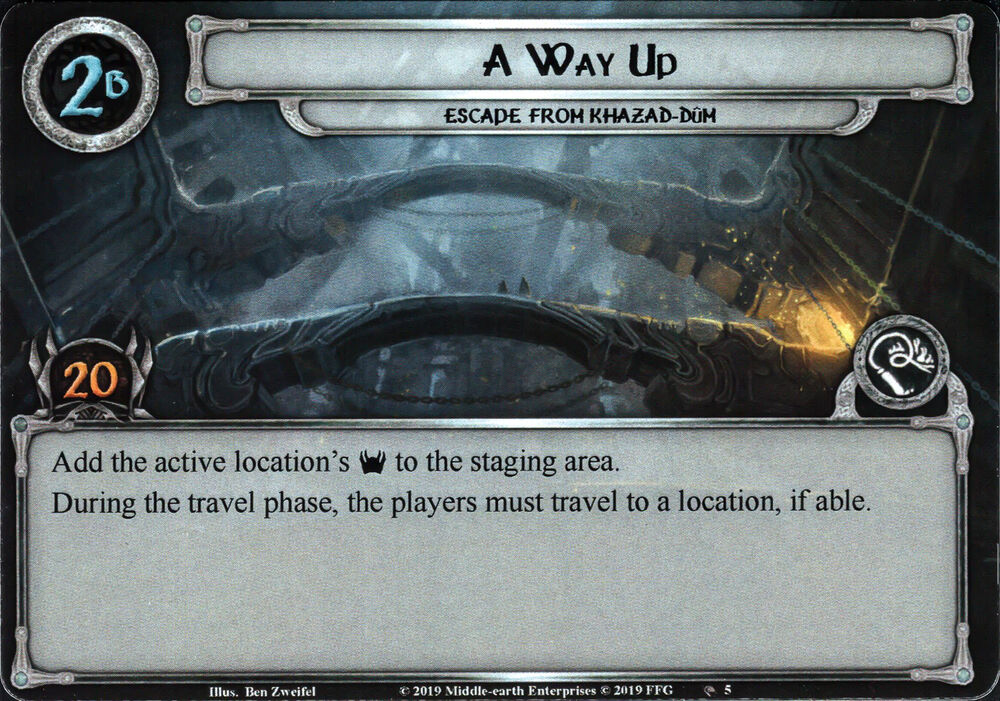 2B
A Way Up
Escape from Khazad-dûm
20
Add the active location's to the staging area.
During the travel phase, the players must travel to a location, if able.
Illus. Ben Zweifel © 2019 Middle-earth Enterprises © 2019 FFG 5